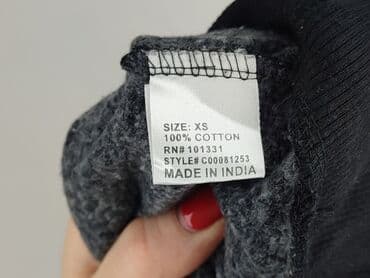 SIZE: XS
100% COTTON
RN# 101331
STYLE# C00081253
MADE IN INDIA